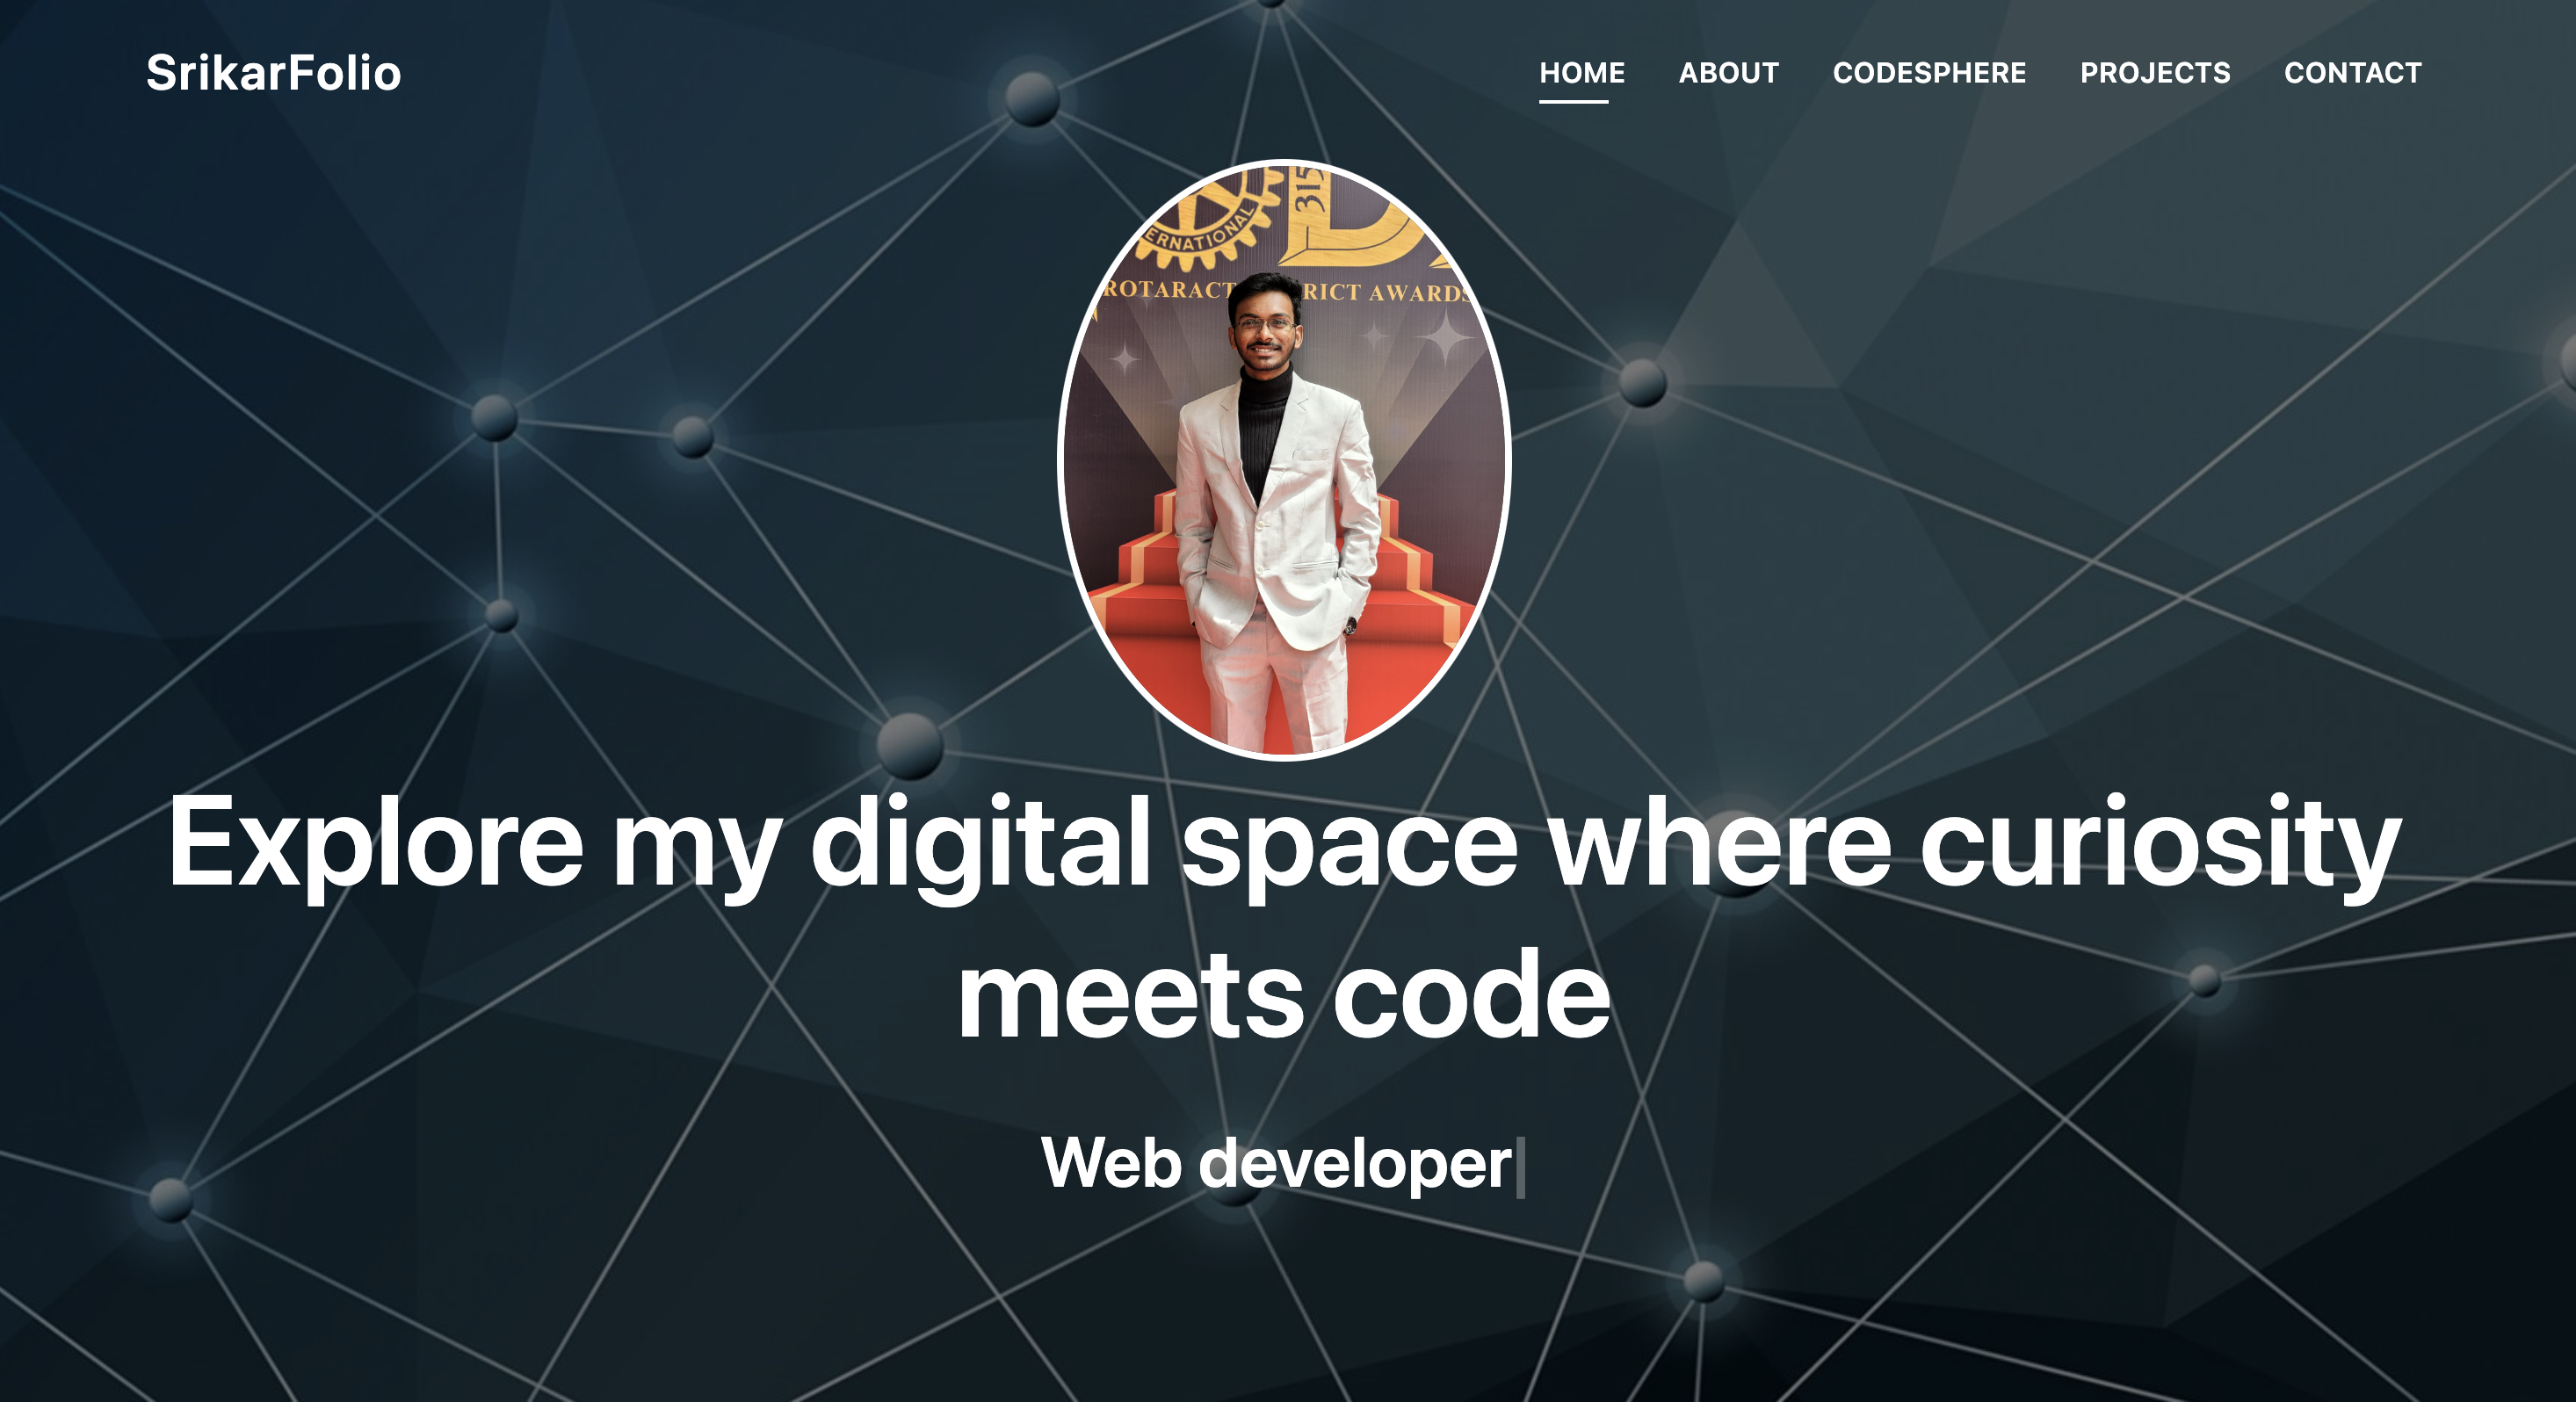 SrikarFolio
HOME ABOUT CODESPHERE PROJECTS CONTACT
315
ERNATIONAL
ROTARACT RICT AWARDS
Explore my digital space where curiosity
meets code
Web developer